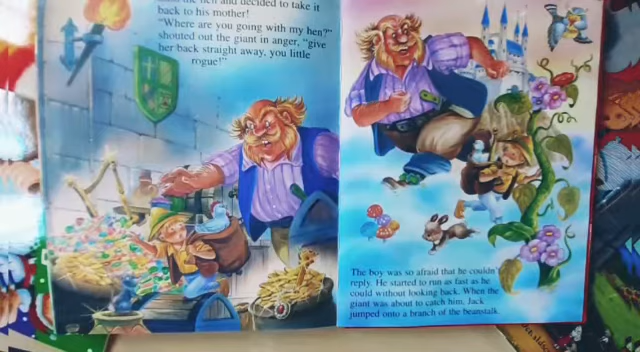 the hen and decided to take it
back to his mother!
"Where are you going with my hen?"
shouted out the giant in anger, "give
her back straight away, you little
rogue!"
The boy was so afraid that he couldn't
reply. He started to run as fast as he
could without looking back. When the
giant was about to catch him, Jack
jumped onto a branch of the beanstalk